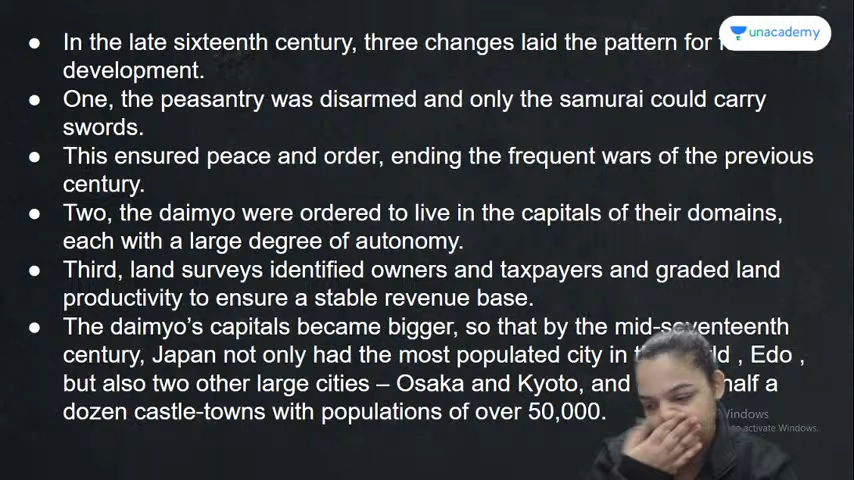 ● In the late sixteenth century, three changes laid the pattern for
development.
● One, the peasantry was disarmed and only the samurai could carry
swords.
● This ensured peace and order, ending the frequent wars of the previous
century.
● Two, the daimyo were ordered to live in the capitals of their domains,
each with a large degree of autonomy.
● Third, land surveys identified owners and taxpayers and graded land
productivity to ensure a stable revenue base.
● The daimyo’s capitals became bigger, so that by the mid-seventeenth
century, Japan not only had the most populated city in , Edo ,
but also two other large cities – Osaka and Kyoto, and half a
dozen castle-towns with populations of over 50,000.
unacademy
Windows
to activate Windows.